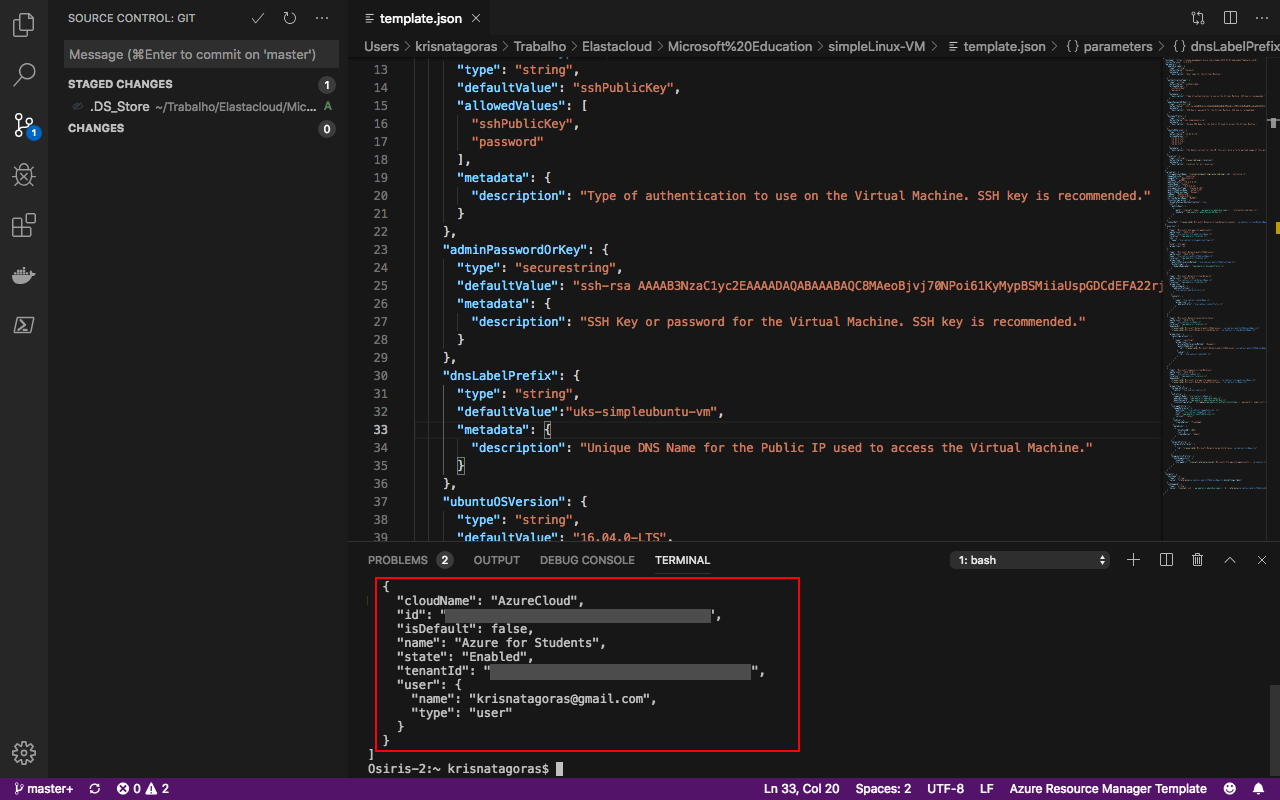 SOURCE CONTROL: GIT
Message (⌘Enter to commit on 'master')
STAGED CHANGES 1
.DS_Store ~/Trabalho/Elastacloud/Mic... A
CHANGES 0
1
template.json
Users > krisnatagoras > Trabalho > Elastacloud > Microsoft%20Education > simpleLinux-VM > template.json > {} parameters > {} dnsLabelPrefix
13 "type": "string",
14 "defaultValue": "sshPublicKey",
15 "allowedValues": [
16 "sshPublicKey",
17 "password"
18 ],
19 "metadata": {
20 "description": "Type of authentication to use on the Virtual Machine. SSH key is recommended."
21 }
22 },
23 "adminPasswordOrKey": {
24 "type": "securestring",
25 "defaultValue": "ssh-rsa AAAAB3NzaC1yc2EAAAADAQABAAABAQC8MAeoBjvj70NPoi61KyMypBSMiiaUspGDCdEFA22rj
26 "metadata": {
27 "description": "SSH Key or password for the Virtual Machine. SSH key is recommended."
28 }
29 },
30 "dnsLabelPrefix": {
31 "type": "string",
32 "defaultValue":"uks-simpleubuntu-vm",
33 "metadata": {
34 "description": "Unique DNS Name for the Public IP used to access the Virtual Machine."
35 }
36 },
37 "ubuntuOSVersion": {
38 "type": "string",
39 "defaultValue": "16.04.0-LTS",
PROBLEMS 2 OUTPUT DEBUG CONSOLE TERMINAL 1: bash
{
"cloudName": "AzureCloud",
"id": "                ",
"isDefault": false,
"name": "Azure for Students",
"state": "Enabled",
"tenantId": "                ",
"user": {
"name": "krisnatagoras@gmail.com",
"type": "user"
}
}
]
Osiris-2:~ krisnatagoras$
master+ 0 2 Ln 33, Col 20 Spaces: 2 UTF-8 LF Azure Resource Manager Template